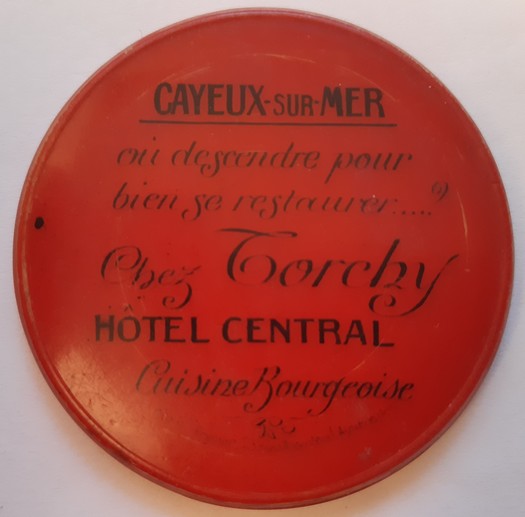 CAYEUX-SUR-MER
où descendre pour
bien se restaurer.....?
Chez Torchy
HÔTEL CENTRAL
Cuisine Bourgeoise